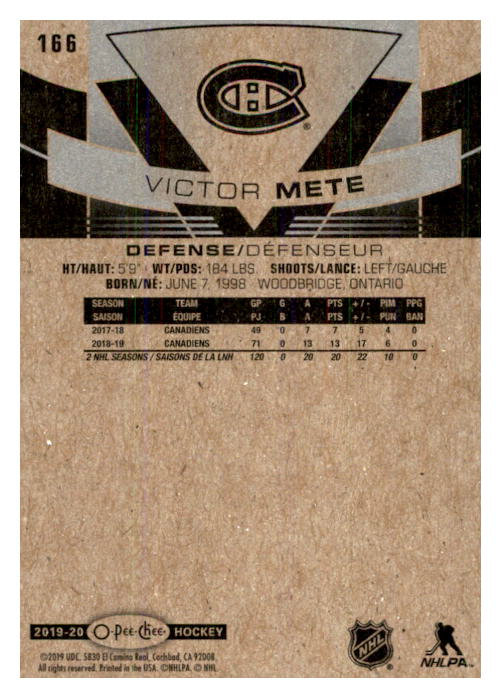 166
VICTOR METE
DEFENSE/DÉFENSEUR
HT/HAUT: 5'9" WT/PDS: 184 LBS. SHOOTS/LANCE: LEFT/GAUCHE
BORN/NÉ: JUNE 7, 1998 WOODBRIDGE, ONTARIO
SEASON TEAM GP G A PTS +/- PIM PPG
SAISON ÉQUIPE PJ B A PTS +/- PUN BAN
2017-18 CANADIENS 49 0 7 7 5 4 0
2018-19 CANADIENS 71 0 13 13 17 6 0
2 NHL SEASONS / SAISONS DE LA LNH 120 0 20 20 22 10 0
2019-20 O-Pee-Chee HOCKEY
©2019 UDC. 5830 El Camino Real, Carlsbad, CA 92008.
All rights reserved. Printed in the USA. ©NHLPA. © NHL.
NHL
NHLPA